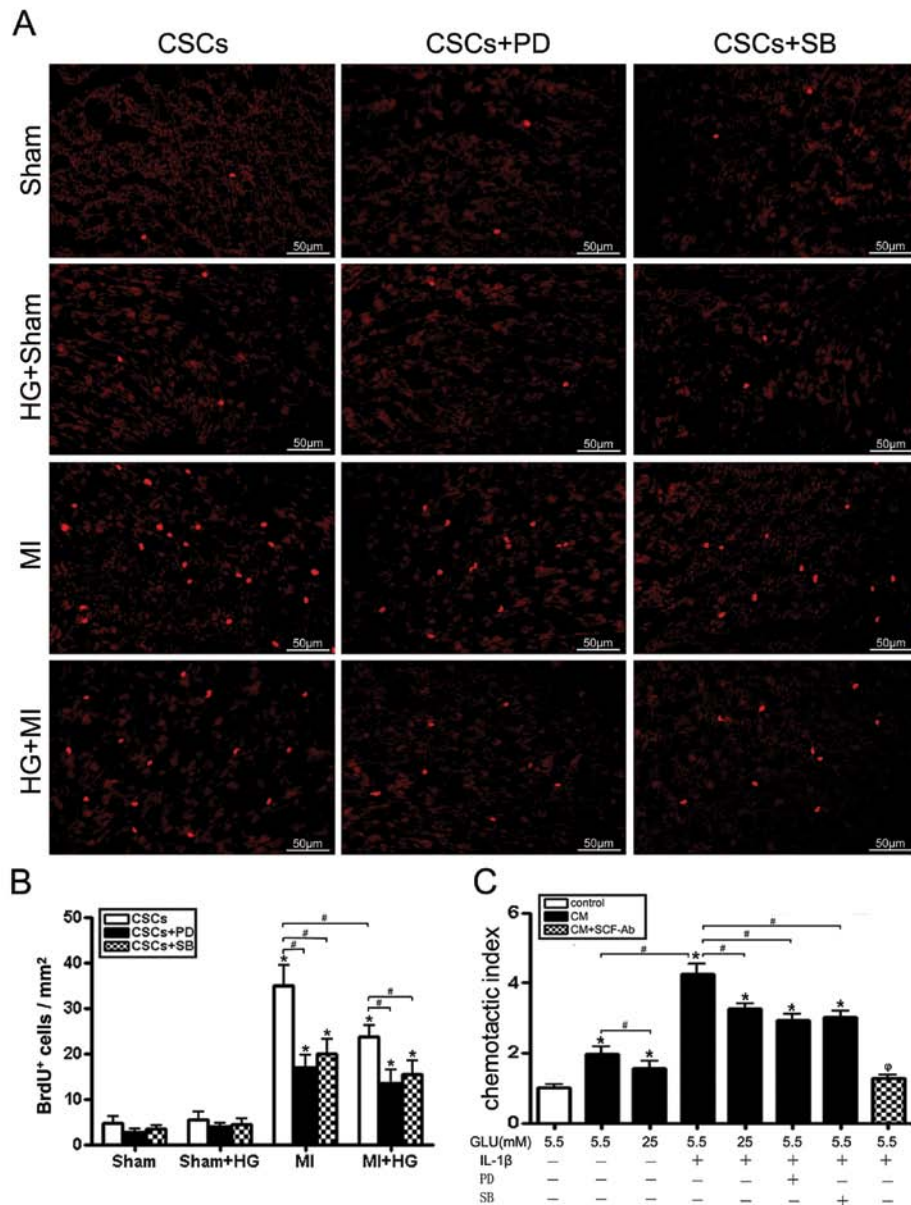 A
CSCs CSCs+PD CSCs+SB
Sham
50μm 50μm 50μm
HG+Sham
50μm 50μm 50μm
MI
50μm 50μm 50μm
HG+MI
50μm 50μm 50μm
B
CSCs
CSCs+PD
CSCs+SB
BrdU⁺ cells / mm²
50
40
30
20
10
0
# # #
* * *
# #
* * *
Sham Sham+HG MI MI+HG
C
control
CM
CM+SCF-Ab
chemotactic index
6
4
2
0
# # # # #
* * * * * * φ
GLU(mM) 5.5 5.5 25 5.5 25 5.5 5.5 5.5
IL-1β – – – + + + + +
PD – – – – – + – –
SB – – – – – – + –